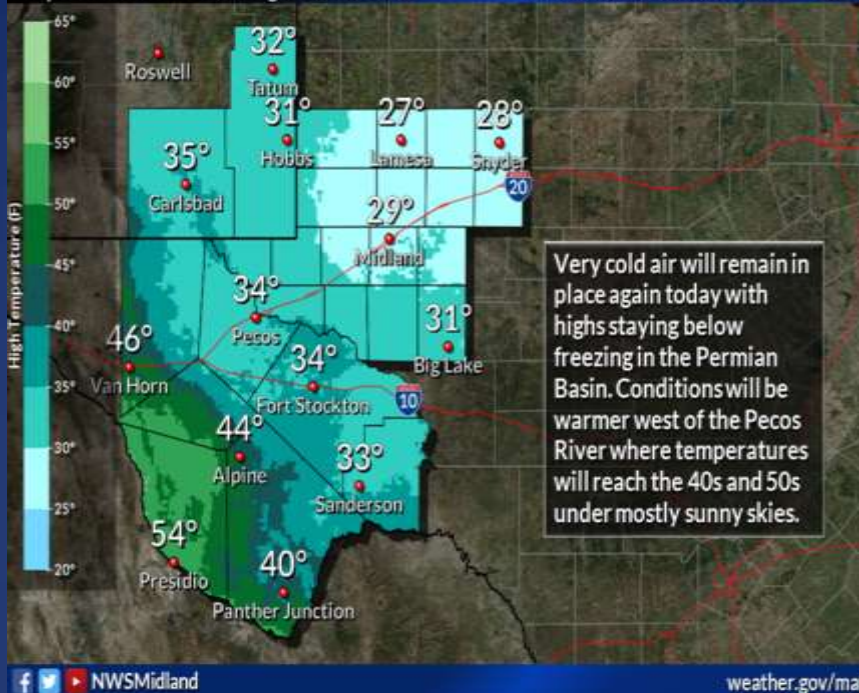 65°
60°
55°
50°
45°
40°
35°
30°
25°
20°
High Temperature (F)
Roswell
32°
Tatum
31°
Hobbs
27°
Lamesa
28°
Snyder
35°
Carlsbad
20
29°
Midland
34°
Pecos
31°
Big Lake
46°
Van Horn
34°
Fort Stockton
10
44°
Alpine
33°
Sanderson
54°
Presidio
40°
Panther Junction
Very cold air will remain in
place again today with
highs staying below
freezing in the Permian
Basin. Conditions will be
warmer west of the Pecos
River where temperatures
will reach the 40s and 50s
under mostly sunny skies.
NWSMidland
weather.gov/ma